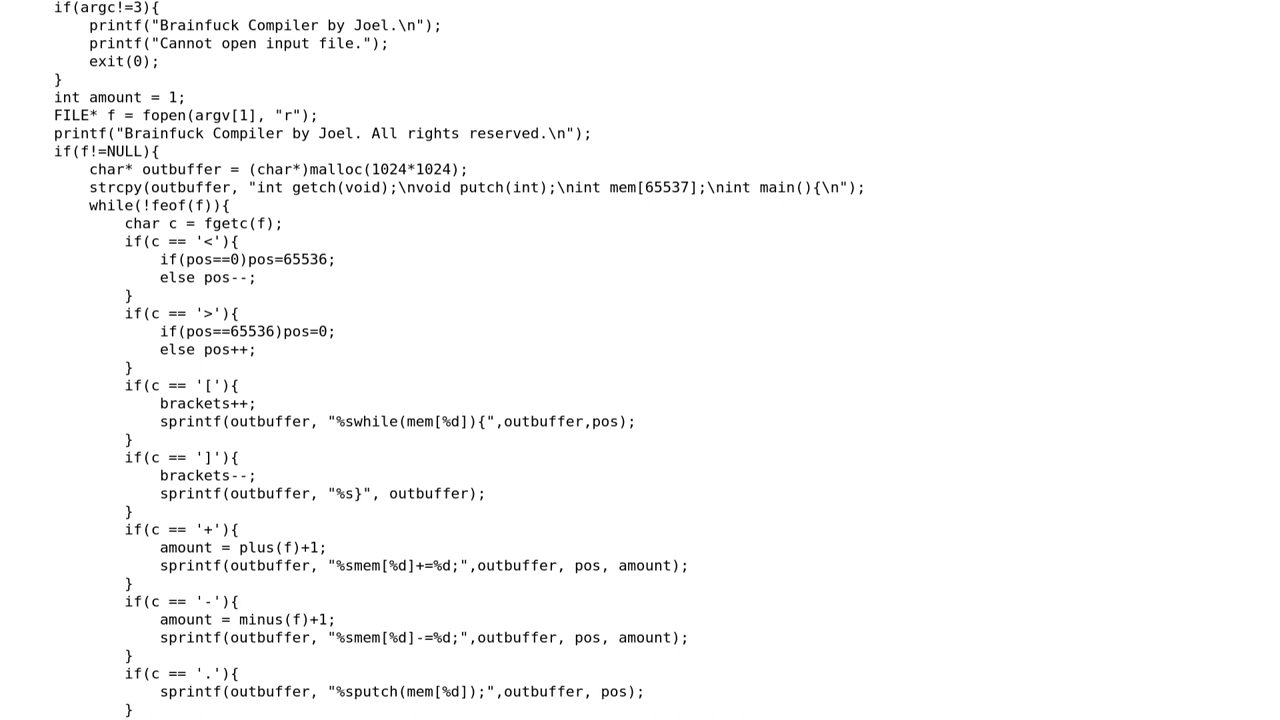 if(argc!=3){
printf("Brainfuck Compiler by Joel.\n");
printf("Cannot open input file.");
exit(0);
}
int amount = 1;
FILE* f = fopen(argv[1], "r");
printf("Brainfuck Compiler by Joel. All rights reserved.\n");
if(f!=NULL){
char* outbuffer = (char*)malloc(1024*1024);
strcpy(outbuffer, "int getch(void);\nvoid putch(int);\nint mem[65537];\nint main(){\n");
while(!feof(f)){
char c = fgetc(f);
if(c == '<'){
if(pos==0)pos=65536;
else pos--;
}
if(c == '>'){
if(pos==65536)pos=0;
else pos++;
}
if(c == '['){
brackets++;
sprintf(outbuffer, "%swhile(mem[%d]){",outbuffer,pos);
}
if(c == ']'){
brackets--;
sprintf(outbuffer, "%s}", outbuffer);
}
if(c == '+'){
amount = plus(f)+1;
sprintf(outbuffer, "%smem[%d]+=%d;",outbuffer, pos, amount);
}
if(c == '-'){
amount = minus(f)+1;
sprintf(outbuffer, "%smem[%d]-=%d;",outbuffer, pos, amount);
}
if(c == '.'){
sprintf(outbuffer, "%sputch(mem[%d]);",outbuffer, pos);
}